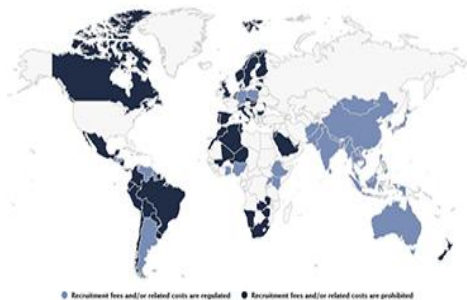 Recruitment fees and/or related costs are regulated Recruitment fees and/or related costs are prohibited